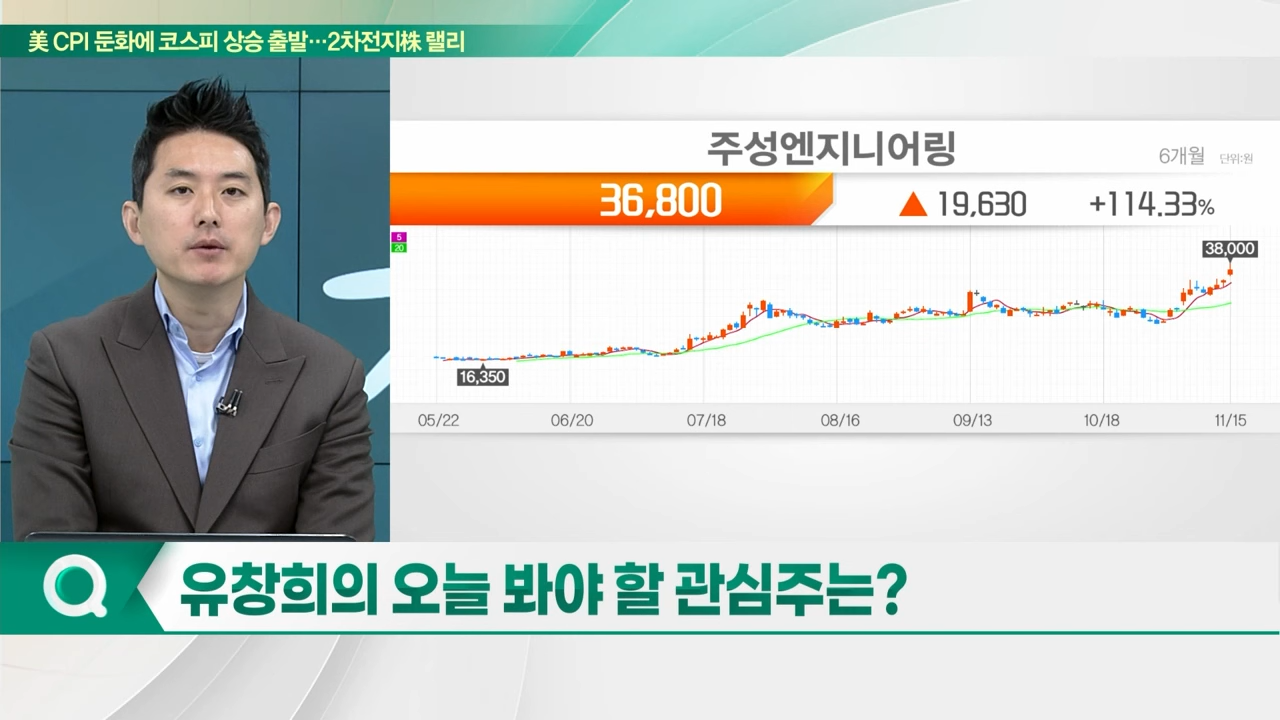 美 CPI 둔화에 코스피 상승 출발…2차전지株 랠리
주성엔지니어링
6개월 단위:원
36,800 ▲ 19,630 +114.33%
5
20
38,000
16,350
05/22 06/20 07/18 08/16 09/13 10/18 11/15
Q 유창희의 오늘 봐야 할 관심주는?